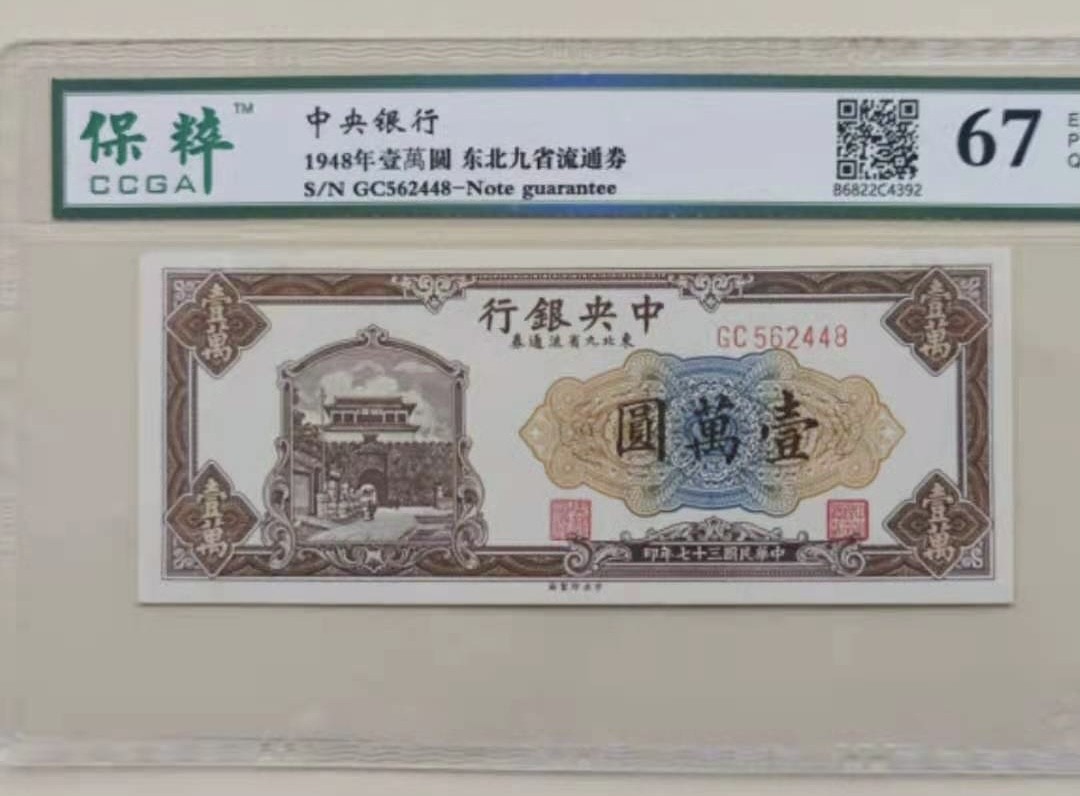 保粹™
CCGA
中央银行
1948年壹萬圓 东北九省流通券
S/N GC562448-Note guarantee
B6822C4392
67
E
P
Q
壹萬
壹萬
行銀央中
券通流省九北東
GC562448
圓萬壹
壹萬
壹萬
印年七十三國民華中